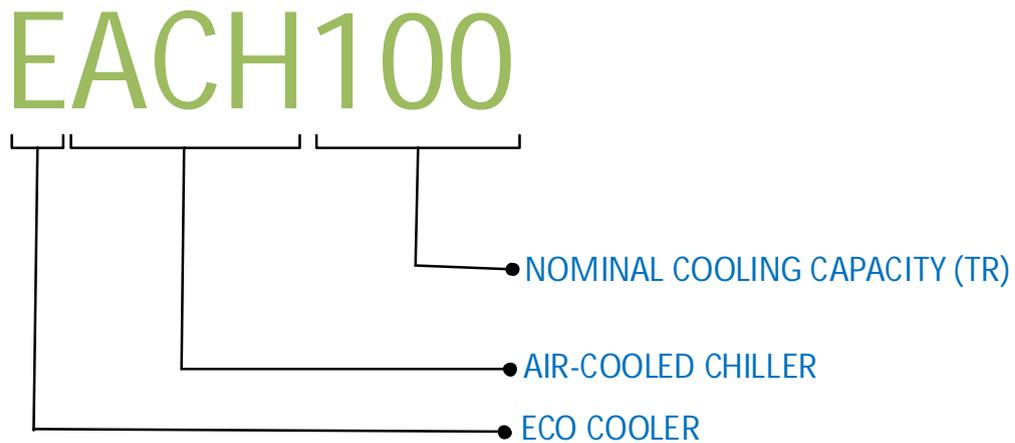 EACH100
NOMINAL COOLING CAPACITY (TR)
AIR-COOLED CHILLER
ECO COOLER